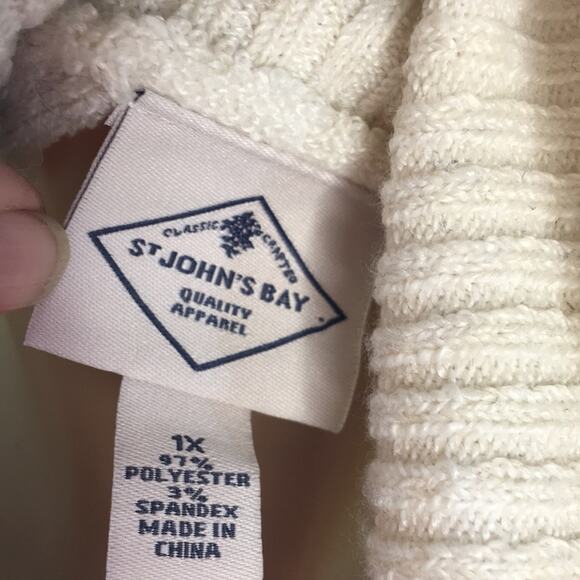 CLASSIC CRAFTED
ST JOHN'S BAY
QUALITY
APPAREL
1X
97%
POLYESTER
3%
SPANDEX
MADE IN
CHINA